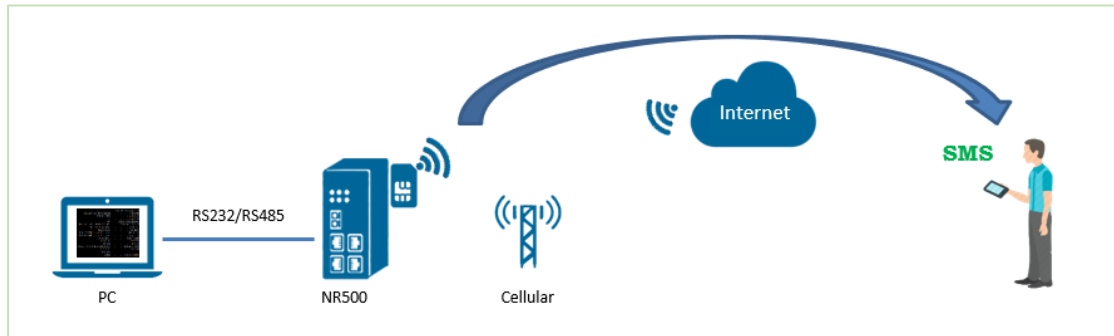 Internet
SMS
RS232/RS485
PC
NR500
Cellular